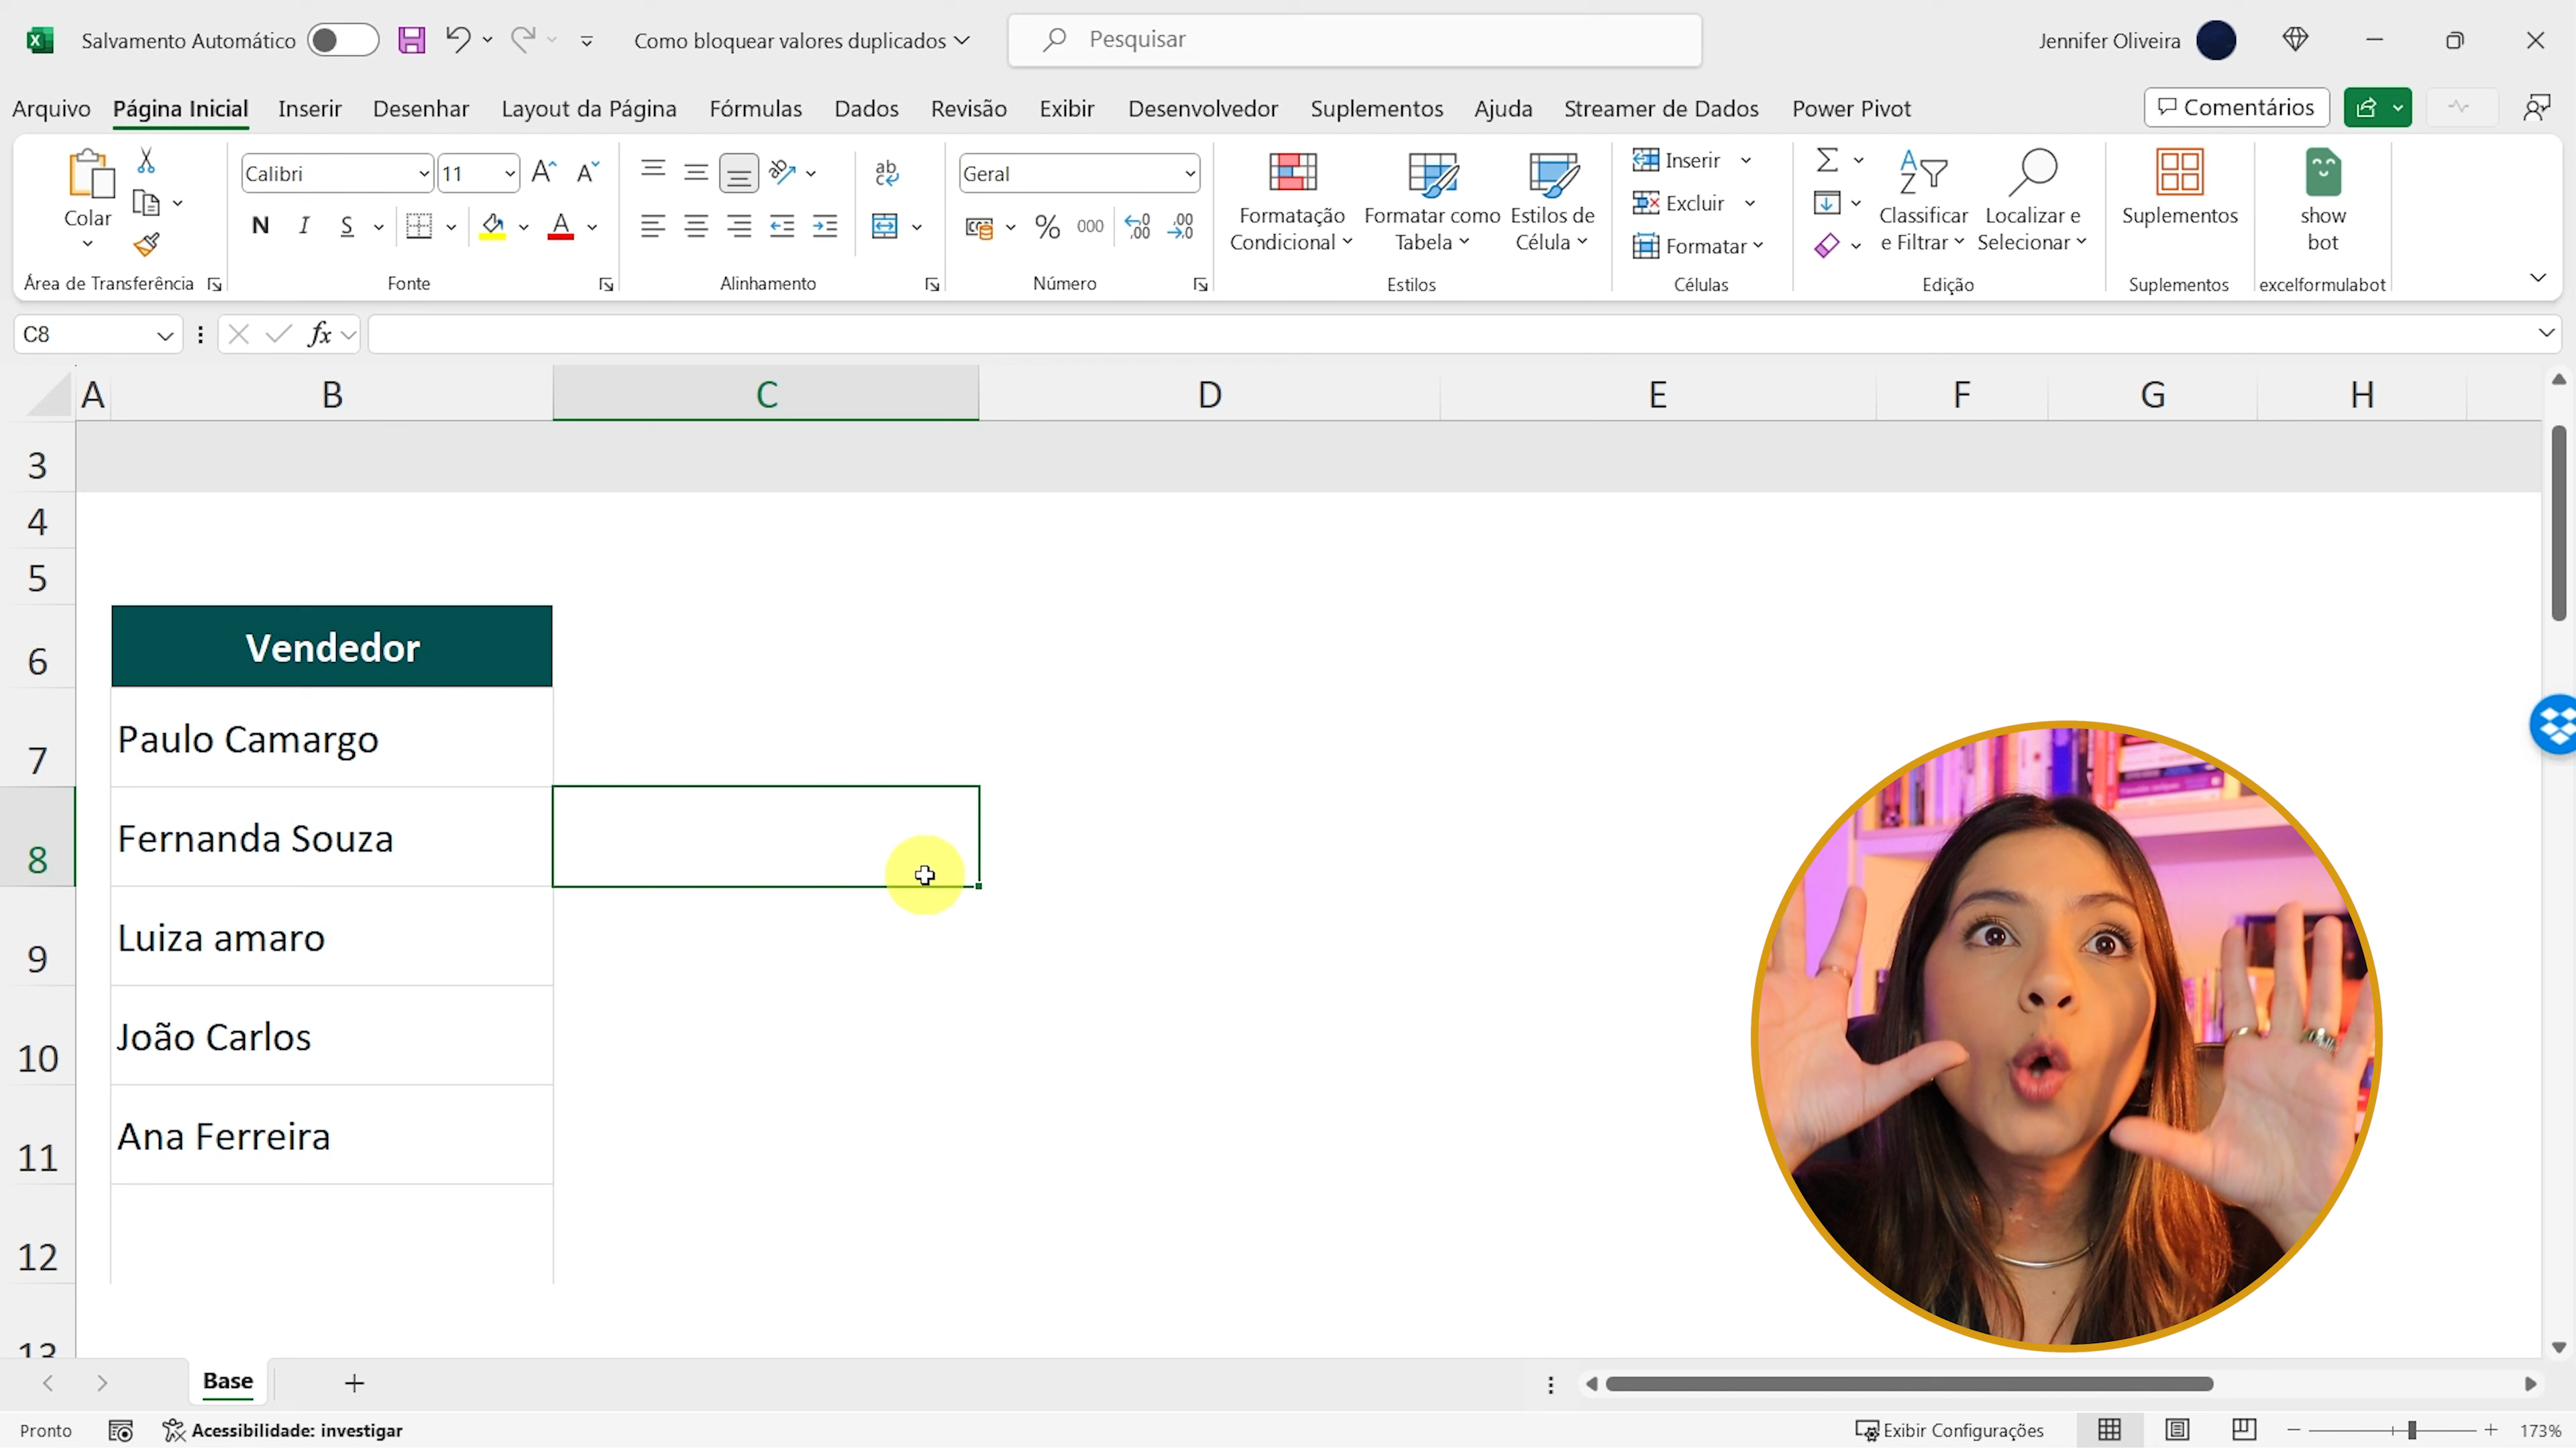 Salvamento Automático
Como bloquear valores duplicados
Pesquisar
Jennifer Oliveira
Arquivo Página Inicial Inserir Desenhar Layout da Página Fórmulas Dados Revisão Exibir Desenvolvedor Suplementos Ajuda Streamer de Dados Power Pivot
Comentários
Colar
Área de Transferência
Calibri 11
N I S
Fonte
ab
Alinhamento
Geral
% 000
Número
Formatação
Condicional
Formatar como
Tabela
Estilos de
Célula
Estilos
Inserir
Excluir
Formatar
Células
Classificar
e Filtrar
Localizar e
Selecionar
Edição
Suplementos
Suplementos
show
bot
excelformulabot
C8
fx
A B C D E F G H
3
4
5
6 Vendedor
7 Paulo Camargo
8 Fernanda Souza
9 Luiza amaro
10 João Carlos
11 Ana Ferreira
12
13
Base
Pronto
Acessibilidade: investigar
Exibir Configurações
173%